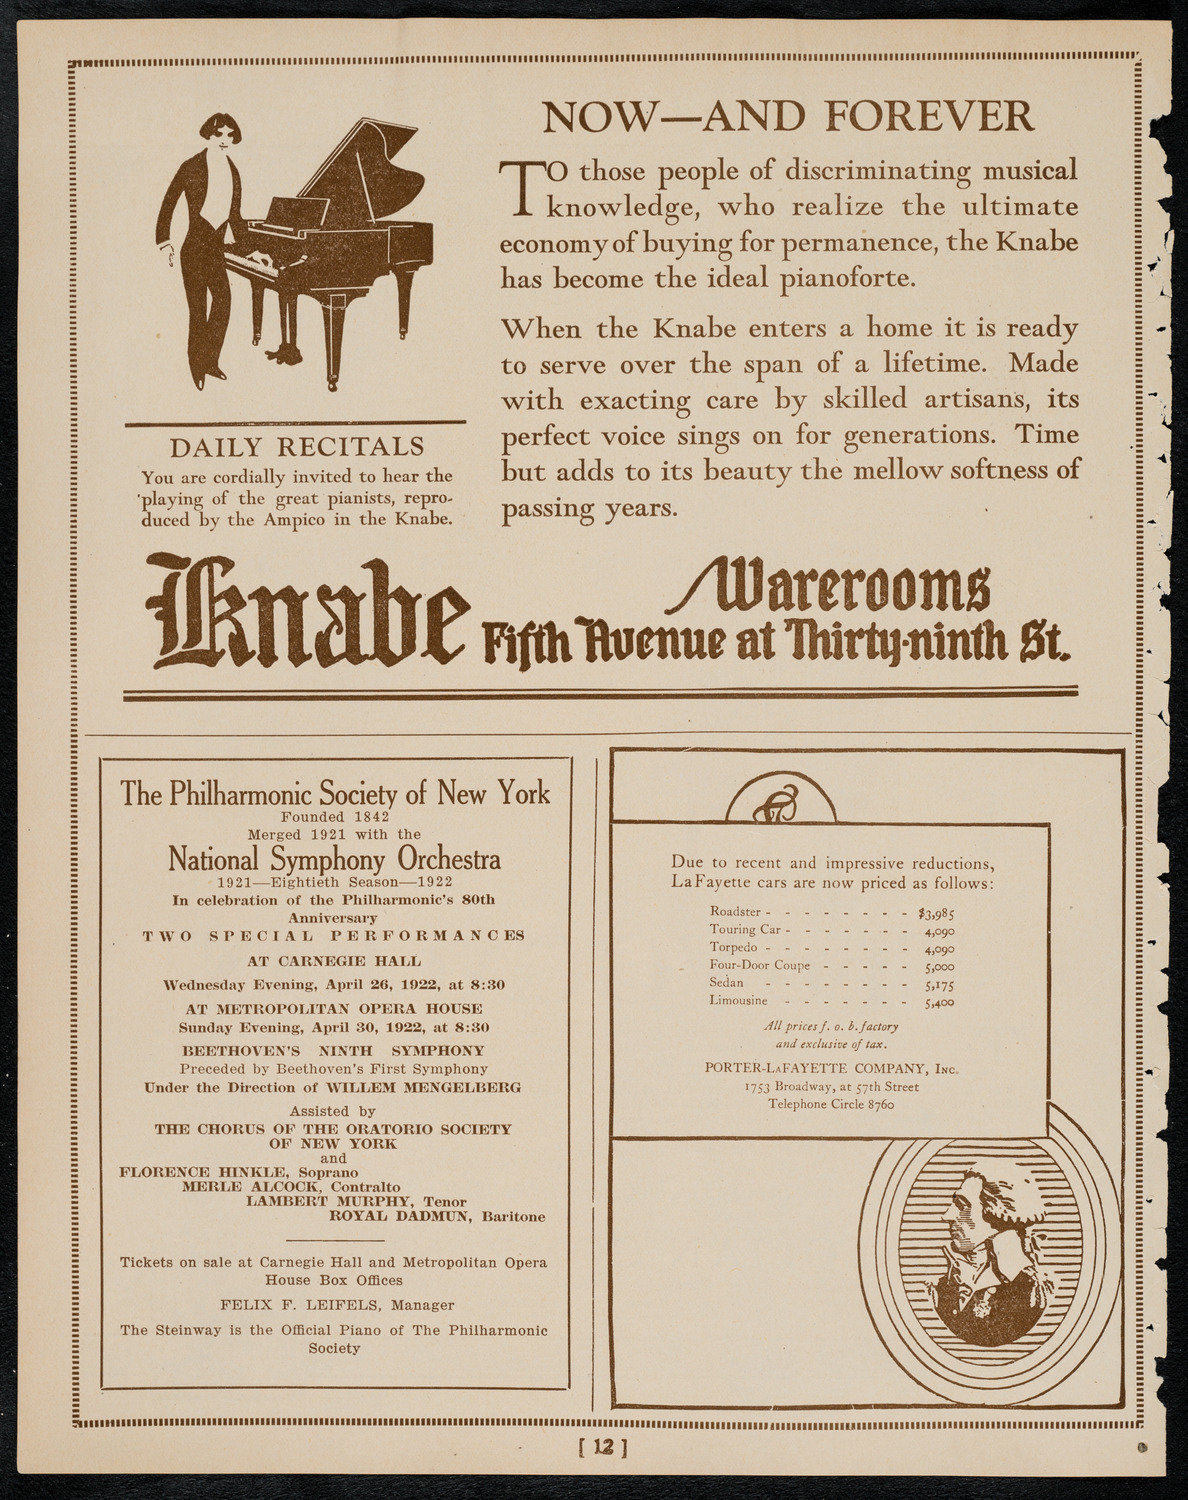 NOW—AND FOREVER
TO those people of discriminating musical
knowledge, who realize the ultimate
economy of buying for permanence, the Knabe
has become the ideal pianoforte.
When the Knabe enters a home it is ready
to serve over the span of a lifetime. Made
with exacting care by skilled artisans, its
perfect voice sings on for generations. Time
but adds to its beauty the mellow softness of
passing years.
DAILY RECITALS
You are cordially invited to hear the
playing of the great pianists, repro-
duced by the Ampico in the Knabe.
Knabe
Warerooms
Fifth Avenue at Thirty-ninth St.
The Philharmonic Society of New York
Founded 1842
Merged 1921 with the
National Symphony Orchestra
1921—Eightieth Season—1922
In celebration of the Philharmonic's 80th
Anniversary
TWO SPECIAL PERFORMANCES
AT CARNEGIE HALL
Wednesday Evening, April 26, 1922, at 8:30
AT METROPOLITAN OPERA HOUSE
Sunday Evening, April 30, 1922, at 8:30
BEETHOVEN'S NINTH SYMPHONY
Preceded by Beethoven's First Symphony
Under the Direction of WILLEM MENGELBERG
Assisted by
THE CHORUS OF THE ORATORIO SOCIETY
OF NEW YORK
and
FLORENCE HINKLE, Soprano
MERLE ALCOCK, Contralto
LAMBERT MURPHY, Tenor
ROYAL DADMUN, Baritone
Tickets on sale at Carnegie Hall and Metropolitan Opera
House Box Offices
FELIX F. LEIFELS, Manager
The Steinway is the Official Piano of The Philharmonic
Society
Due to recent and impressive reductions,
LaFayette cars are now priced as follows:
Roadster - - - - - - - - $3,985
Touring Car - - - - - - - 4,090
Torpedo - - - - - - - - 4,090
Four-Door Coupe - - - - - 5,000
Sedan - - - - - - - - 5,175
Limousine - - - - - - - 5,400
All prices f. o. b. factory
and exclusive of tax.
PORTER-LAFAYETTE COMPANY, INC.
1753 Broadway, at 57th Street
Telephone Circle 8760
[ 12 ]